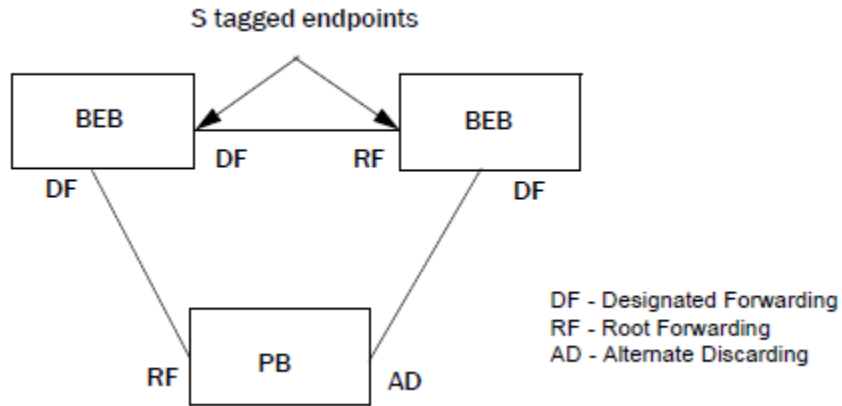 S tagged endpoints
BEB
BEB
DF
RF
DF
DF
DF - Designated Forwarding
RF - Root Forwarding
AD - Alternate Discarding
RF
PB
AD